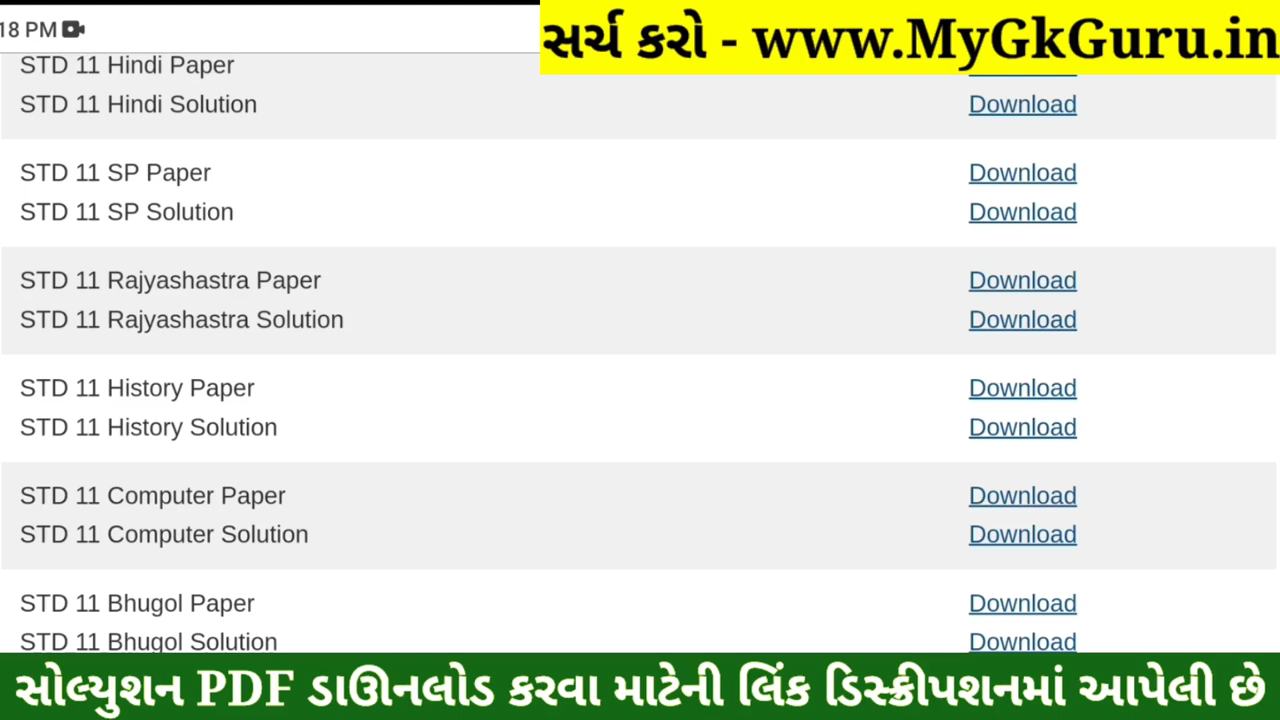 18 PM
સર્ચ કરો - www.MyGkGuru.in
STD 11 Hindi Paper
STD 11 Hindi Solution Download
STD 11 SP Paper Download
STD 11 SP Solution Download
STD 11 Rajyashastra Paper Download
STD 11 Rajyashastra Solution Download
STD 11 History Paper Download
STD 11 History Solution Download
STD 11 Computer Paper Download
STD 11 Computer Solution Download
STD 11 Bhugol Paper Download
STD 11 Bhugol Solution Download
સોલ્યુશન PDF ડાઊનલોડ કરવા માટેની લિંક ડિસ્ક્રીપશનમાં આપેલી છે